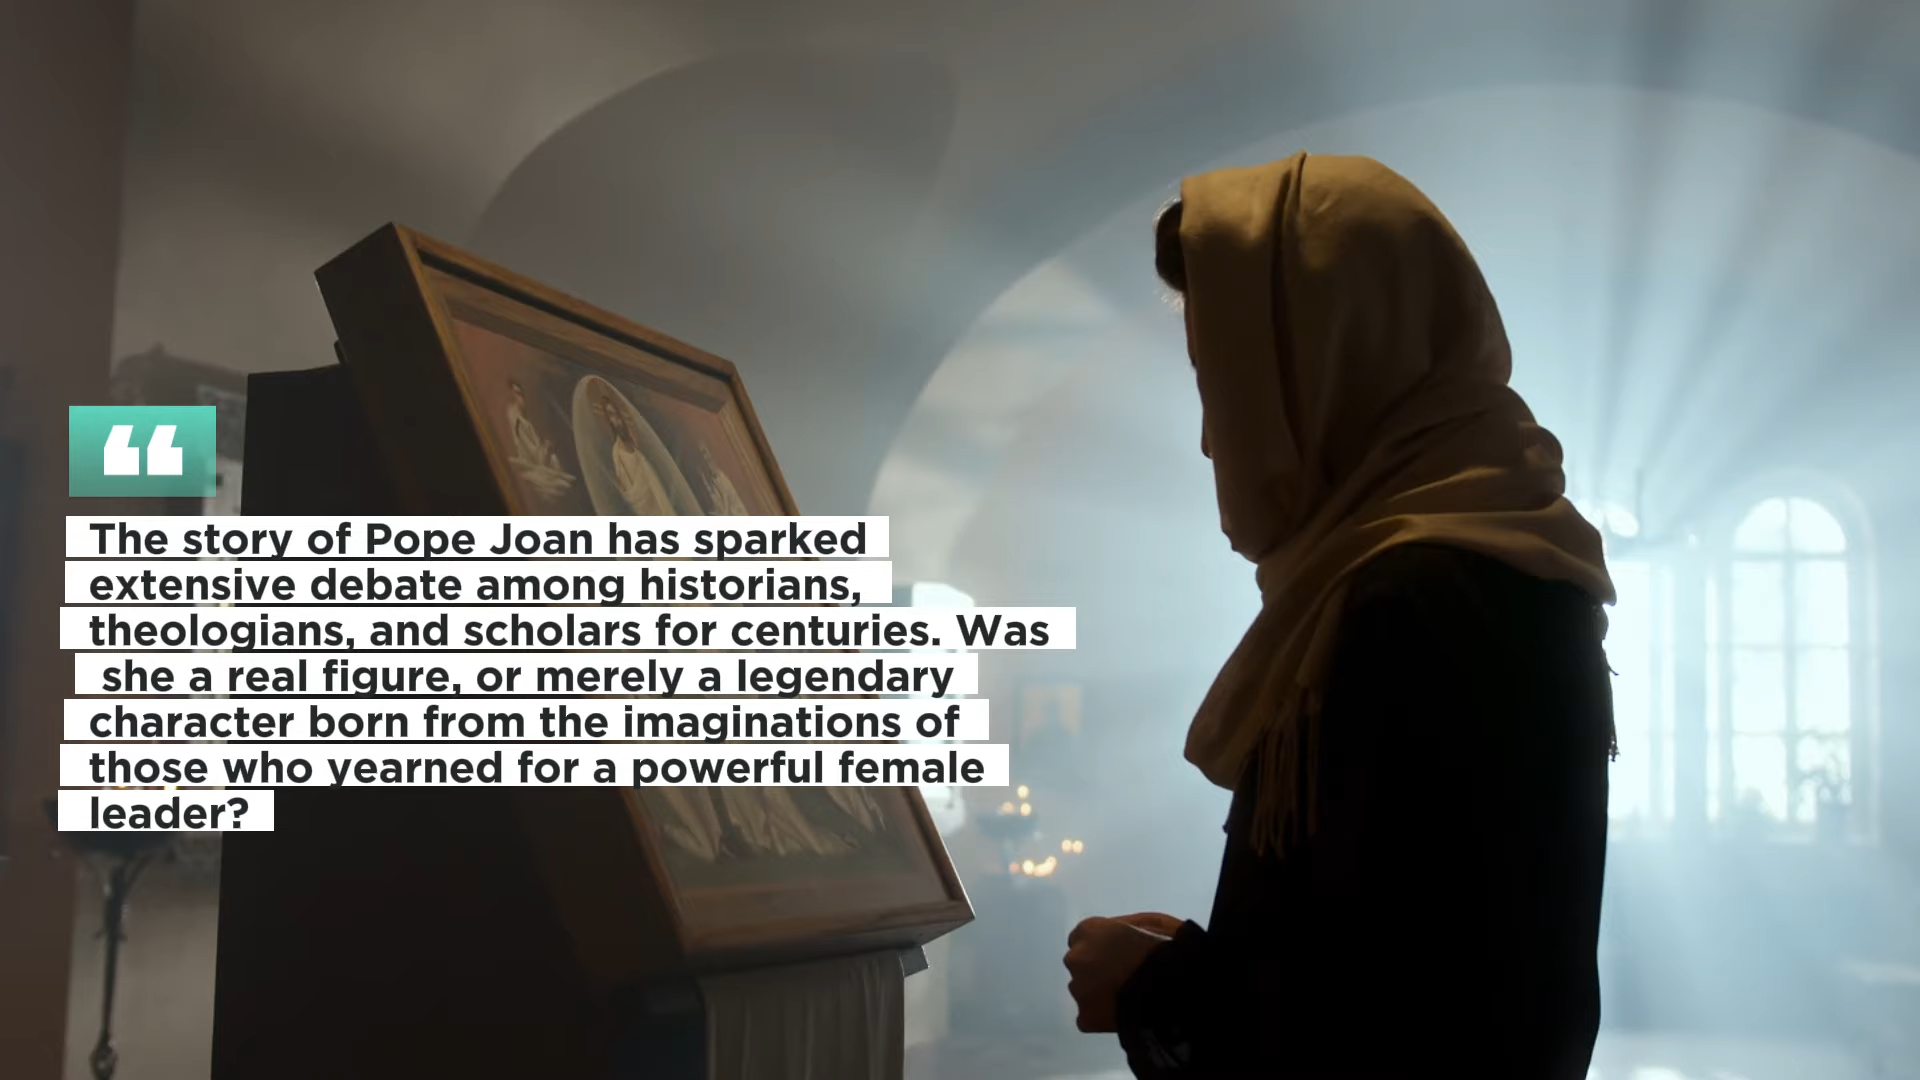 ❝
The story of Pope Joan has sparked
extensive debate among historians,
theologians, and scholars for centuries. Was
she a real figure, or merely a legendary
character born from the imaginations of
those who yearned for a powerful female
leader?